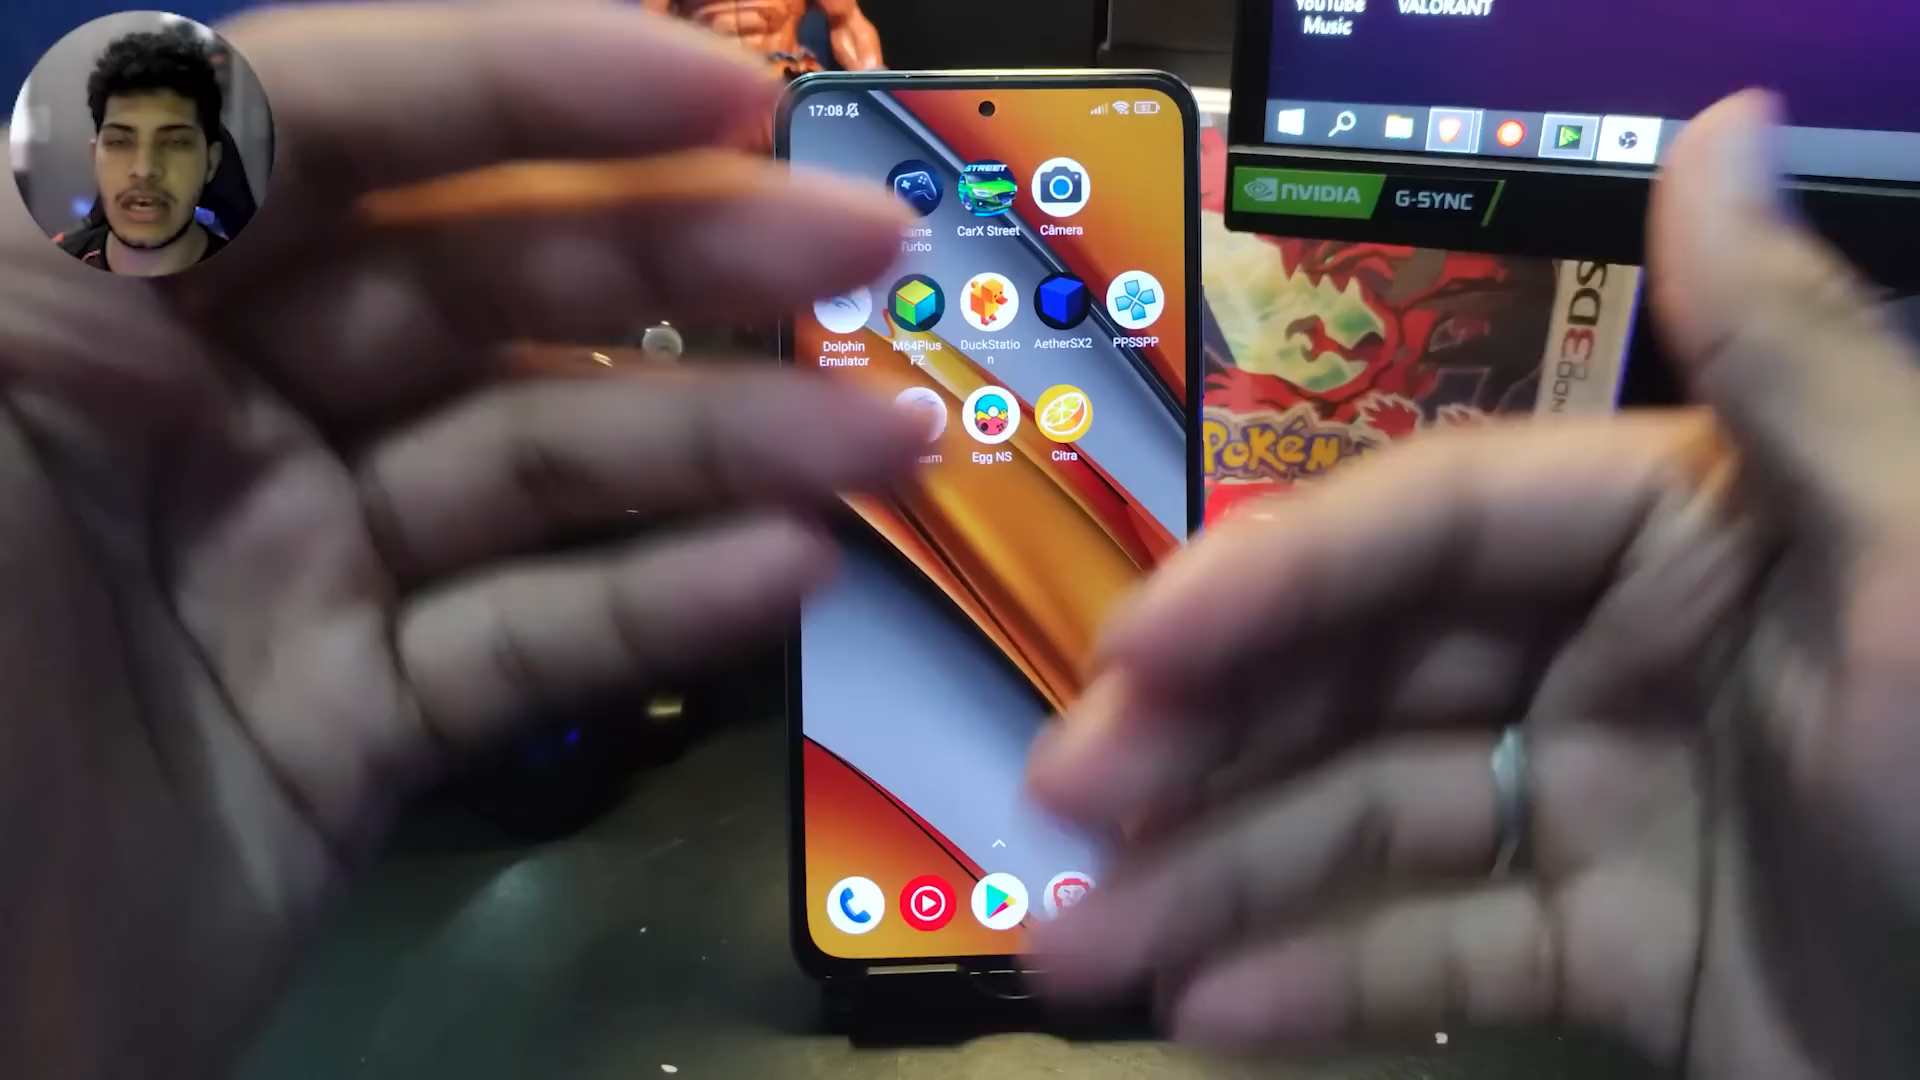 YouTube
Music
VALORANT
17:08
STREET
Turbo
CarX Street
Câmera
NVIDIA
G-SYNC
Dolphin
Emulator
M64Plus
FZ
DuckStatio
n
AetherSX2
PPSSPP
Egg NS
Citra
3DS
POKÉM